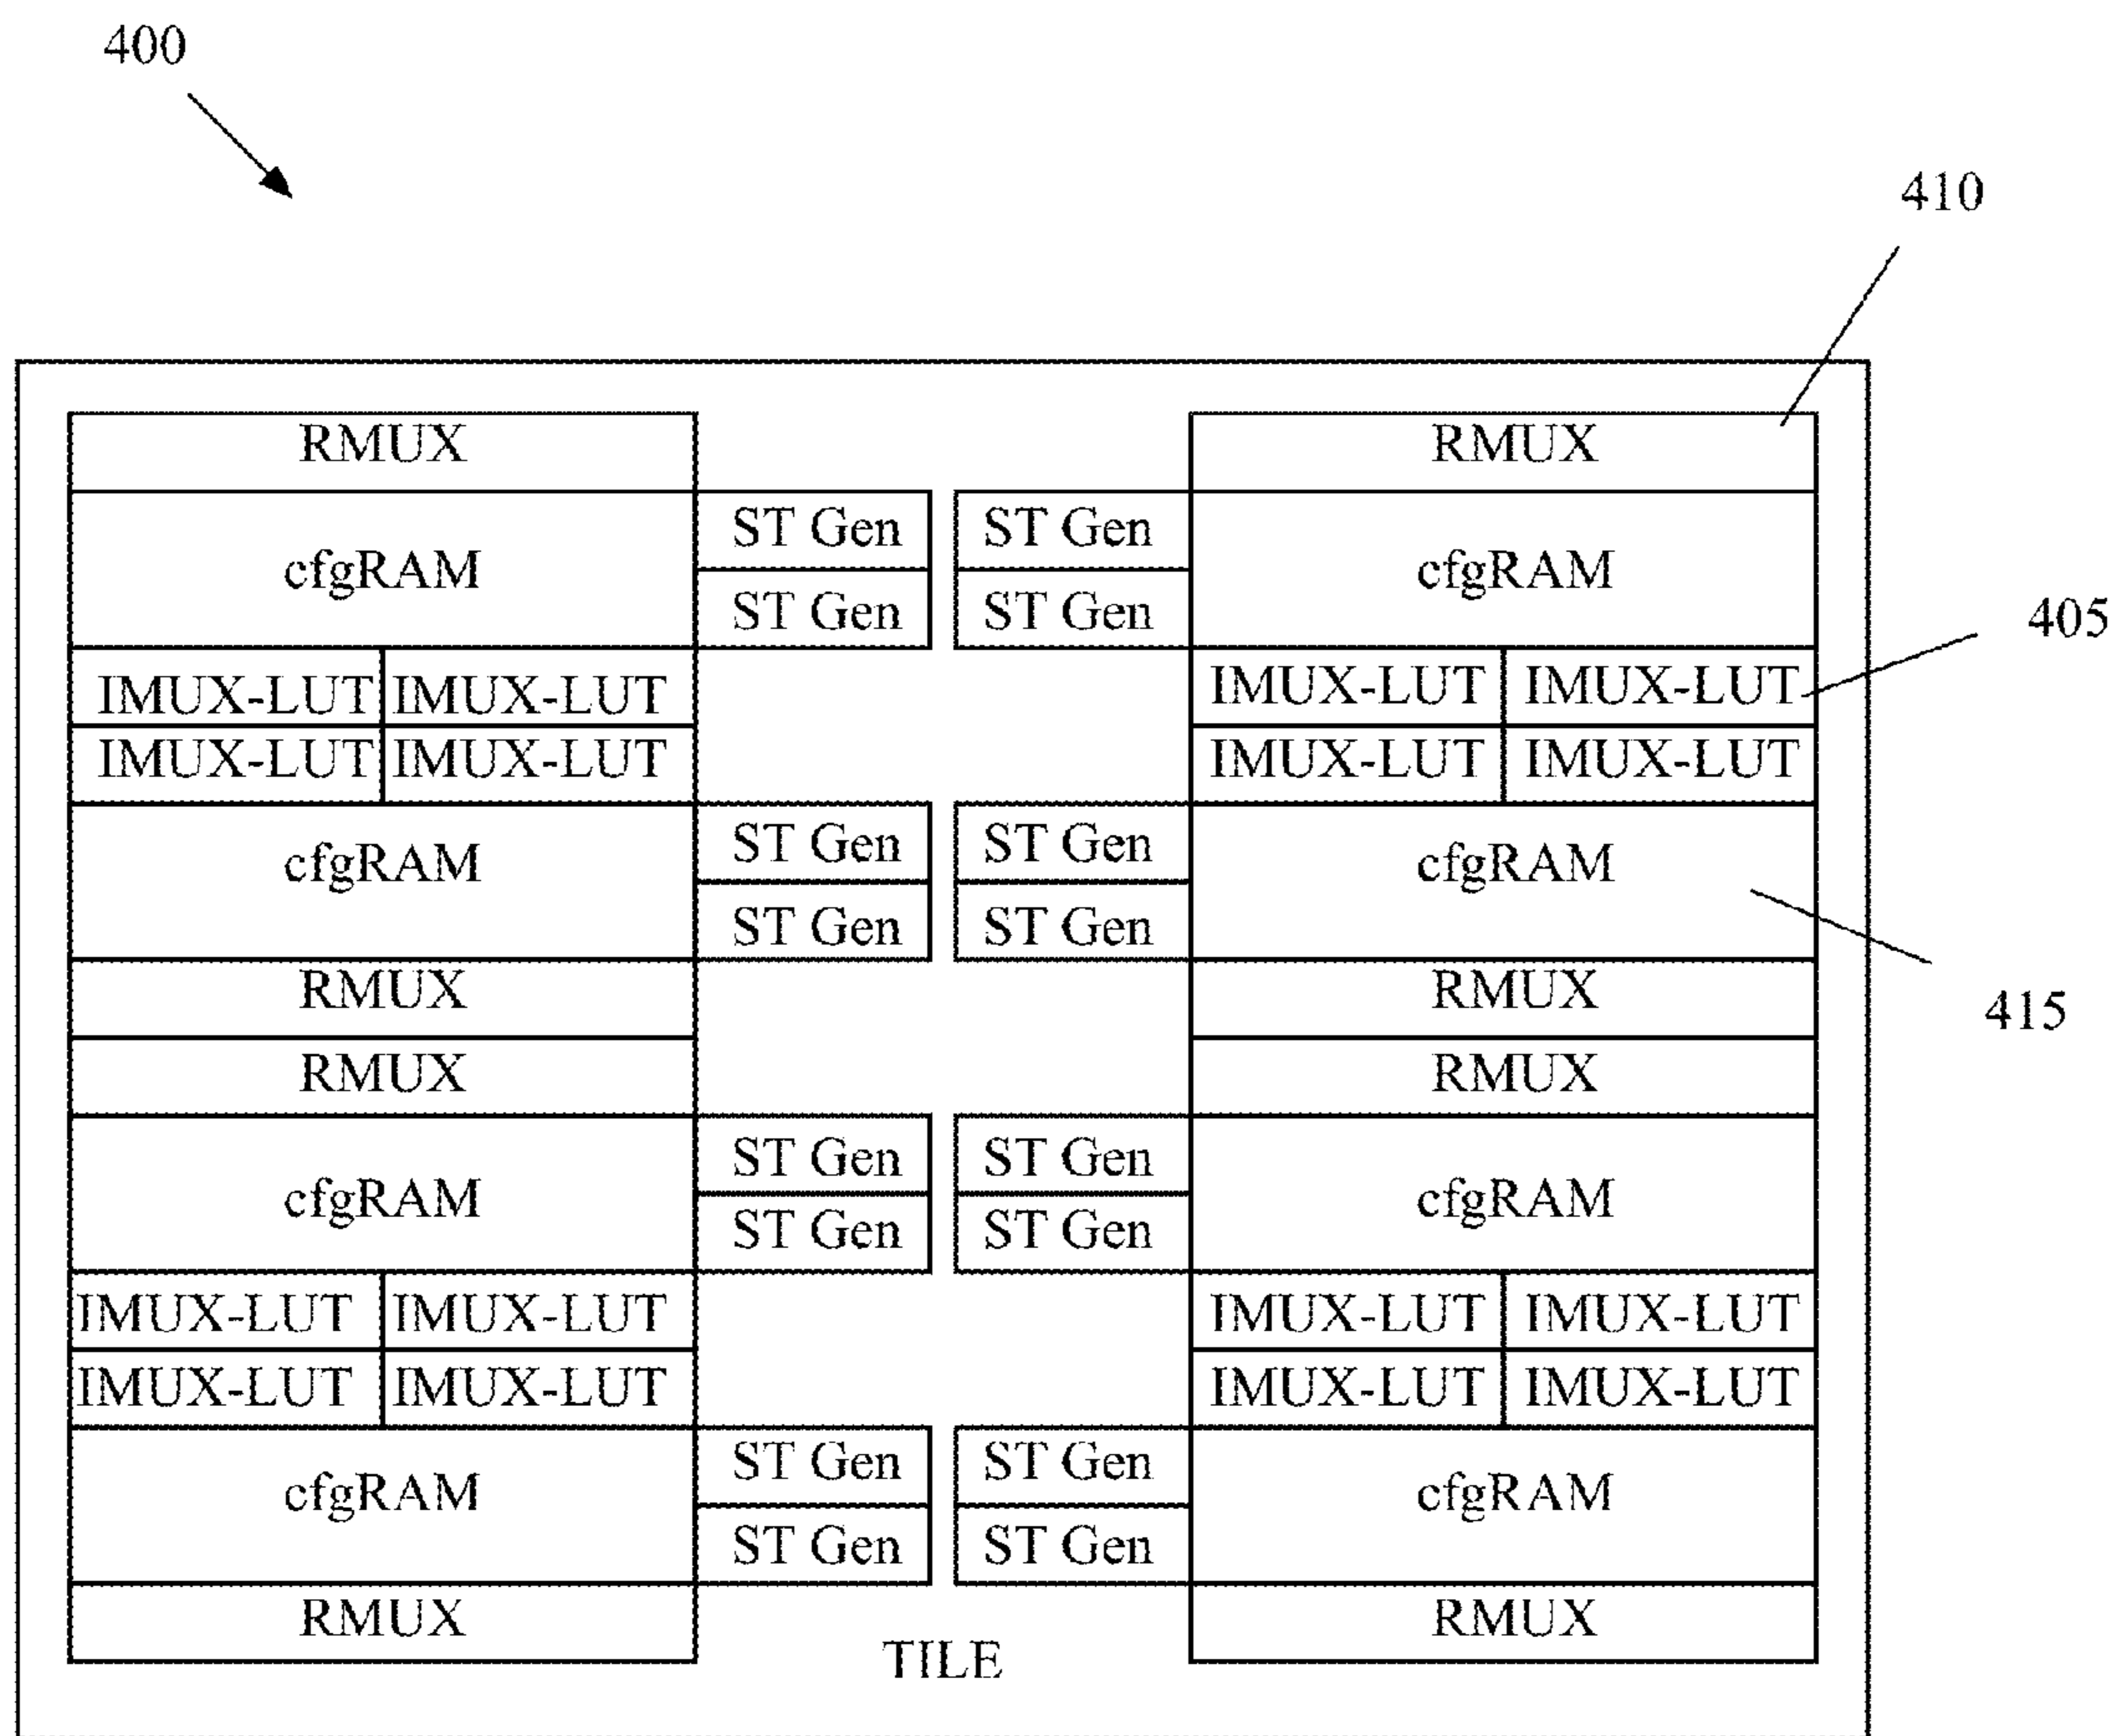 400
410
RMUX RMUX
cfgRAM ST Gen ST Gen cfgRAM
ST Gen ST Gen
405
IMUX-LUT IMUX-LUT IMUX-LUT IMUX-LUT
IMUX-LUT IMUX-LUT IMUX-LUT IMUX-LUT
cfgRAM ST Gen ST Gen cfgRAM
ST Gen ST Gen
RMUX RMUX
415
RMUX RMUX
cfgRAM ST Gen ST Gen cfgRAM
ST Gen ST Gen
IMUX-LUT IMUX-LUT IMUX-LUT IMUX-LUT
IMUX-LUT IMUX-LUT IMUX-LUT IMUX-LUT
cfgRAM ST Gen ST Gen cfgRAM
ST Gen ST Gen
RMUX RMUX
TILE